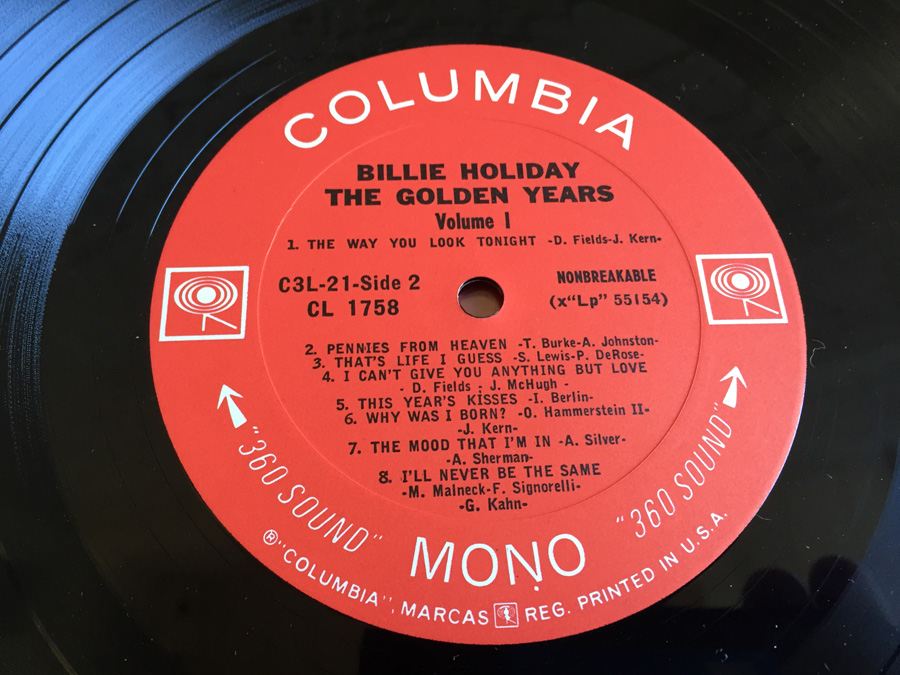 COLUMBIA
BILLIE HOLIDAY
THE GOLDEN YEARS
Volume I
1. THE WAY YOU LOOK TONIGHT -D. Fields-J. Kern-
C3L-21-Side 2
CL 1758
NONBREAKABLE
(x"Lp" 55154)
2. PENNIES FROM HEAVEN -T. Burke-A. Johnston-
3. THAT'S LIFE I GUESS -S. Lewis-P. DeRose-
4. I CAN'T GIVE YOU ANYTHING BUT LOVE
- D. Fields - J. McHugh -
5. THIS YEAR'S KISSES -I. Berlin-
6. WHY WAS I BORN? -O. Hammerstein II-
-J. Kern-
7. THE MOOD THAT I'M IN -A. Silver-
-A. Sherman-
8. I'LL NEVER BE THE SAME
-M. Malneck-F. Signorelli-
-G. Kahn-
"360 SOUND"
MONO
"360 SOUND"
® "COLUMBIA", MARCAS REG. PRINTED IN U.S.A.